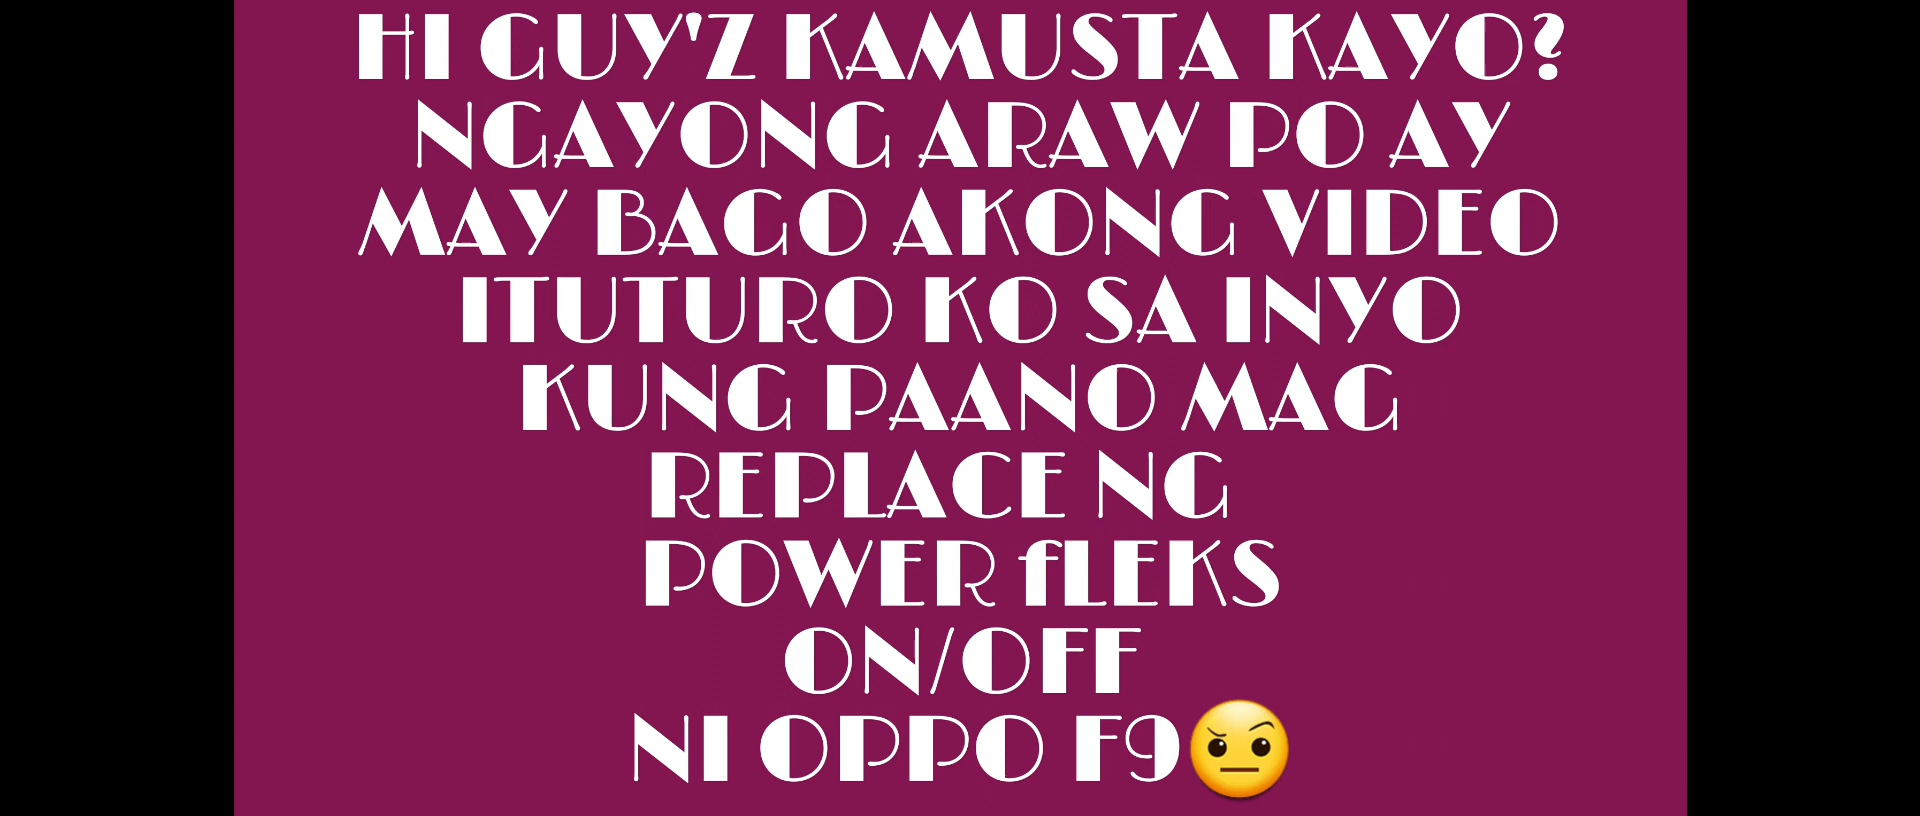 HI GUY'Z KAMUSTA KAYO?
NGAYONG ARAW PO AY
MAY BAGO AKONG VIDEO
ITUTURO KO SA INYO
KUNG PAANO MAG
REPLACE NG
POWER fLEKS
ON/OFF
NI OPPO F9🤨